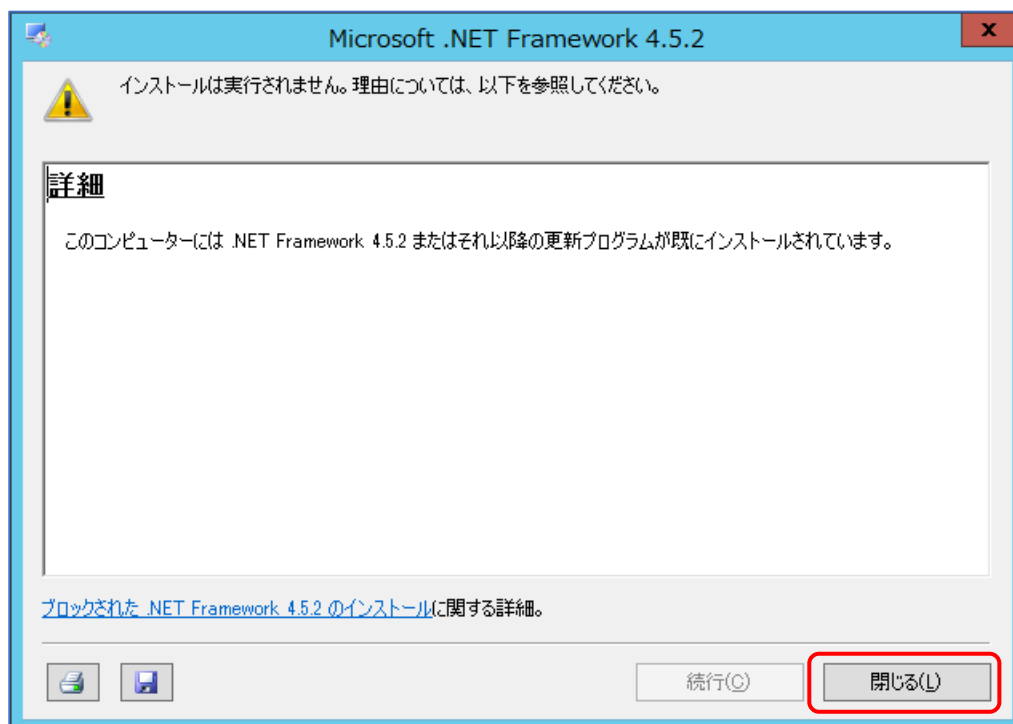 Microsoft .NET Framework 4.5.2
x
インストールは実行されません。理由については、以下を参照してください。
詳細
このコンピューターには .NET Framework 4.5.2 またはそれ以降の更新プログラムが既にインストールされています。
ブロックされた .NET Framework 4.5.2 のインストールに関する詳細。
続行(C)
閉じる(L)